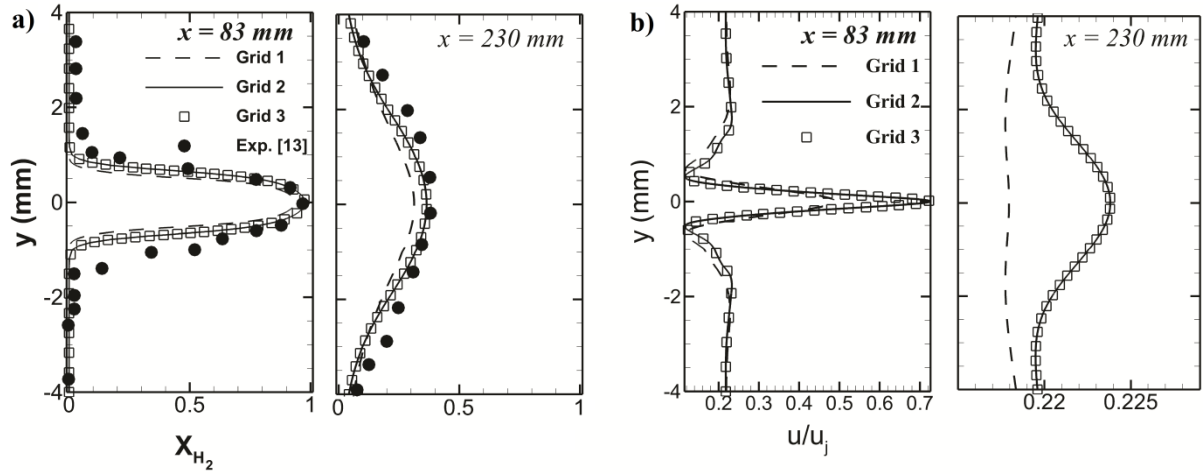 a)
x = 83 mm
Grid 1
Grid 2
Grid 3
Exp. [13]
y (mm)
4
2
0
-2
-4
0
0.5
1
X_H2
x = 230 mm
0
0.5
1
b)
x = 83 mm
Grid 1
Grid 2
Grid 3
y (mm)
4
2
0
-2
-4
0.2
0.3
0.4
0.5
0.6
0.7
u/u_j
x = 230 mm
0.22
0.225